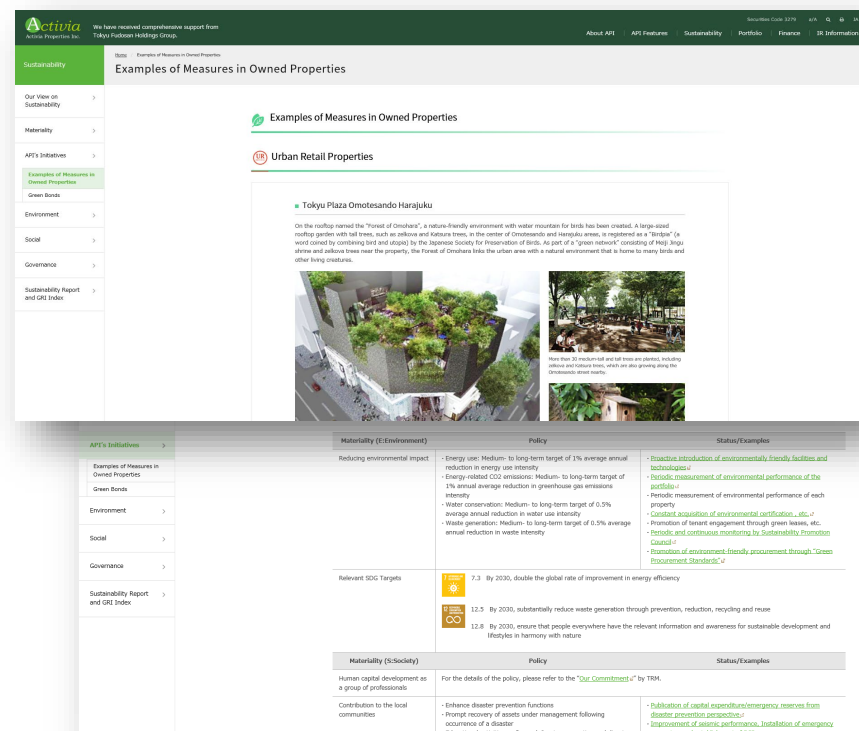 Activia
Activia Properties Inc.
We have received comprehensive support from
Tokyu Fudosan Holdings Group.
Securities Code 3279
About API
API Features
Sustainability
Portfolio
Finance
IR Information
Sustainability
Home
Examples of Measures in Owned Properties
Examples of Measures in Owned Properties
Our View on
Sustainability
Materiality
API's Initiatives
Examples of Measures in
Owned Properties
Green Bonds
Environment
Social
Governance
Sustainability Report
and GRI Index
Examples of Measures in Owned Properties
UR Urban Retail Properties
Tokyu Plaza Omotesando Harajuku
On the rooftop named the "Forest of Omohara", a nature-friendly environment with water mountain for birds has been created. A large-sized
rooftop garden with tall trees, such as zelkova and Katsura trees, in the center of Omotesando and Harajuku areas, is registered as a "Birdpia" (a
word coined by combining bird and utopia) by the Japanese Society for Preservation of Birds. As part of a "green network" consisting of Meiji Jingu
shrine and zelkova trees near the property, the Forest of Omohara links the urban area with a natural environment that is home to many birds and
other living creatures.
More than 30 medium-tall and tall trees are planted, including
zelkova and Katsura trees, which are also growing along the
Omotesando street nearby.
API's Initiatives
Examples of Measures in
Owned Properties
Green Bonds
Environment
Social
Governance
Sustainability Report
and GRI Index
Materiality (E:Environment)
Policy
Status/Examples
Reducing environmental impact
- Energy use: Medium- to long-term target of 1% average annual
reduction in energy use intensity
- Energy-related CO2 emissions: Medium- to long-term target of
1% annual average reduction in greenhouse gas emissions
intensity
- Water conservation: Medium- to long-term target of 0.5%
average annual reduction in water use intensity
- Waste generation: Medium- to long-term target of 0.5% average
annual reduction in waste intensity
- Proactive introduction of environmentally friendly facilities and
technologies
- Periodic measurement of environmental performance of the
portfolio
- Periodic measurement of environmental performance of each
property
- Constant acquisition of environmental certification , etc.
- Promotion of tenant engagement through green leases, etc.
- Periodic and continuous monitoring by Sustainability Promotion
Council
- Promotion of environment-friendly procurement through "Green
Procurement Standards"
Relevant SDG Targets
7.3 By 2030, double the global rate of improvement in energy efficiency
12.5 By 2030, substantially reduce waste generation through prevention, reduction, recycling and reuse
12.8 By 2030, ensure that people everywhere have the relevant information and awareness for sustainable development and
lifestyles in harmony with nature
Materiality (S:Society)
Policy
Status/Examples
Human capital development as
a group of professionals
For the details of the policy, please refer to the "Our Commitment" by TRM.
Contribution to the local
communities
- Enhance disaster prevention functions
- Prompt recovery of assets under management following
occurrence of a disaster
- Publication of capital expenditure/emergency reserves from
disaster prevention perspective
- Improvement of seismic performance, Installation of emergency